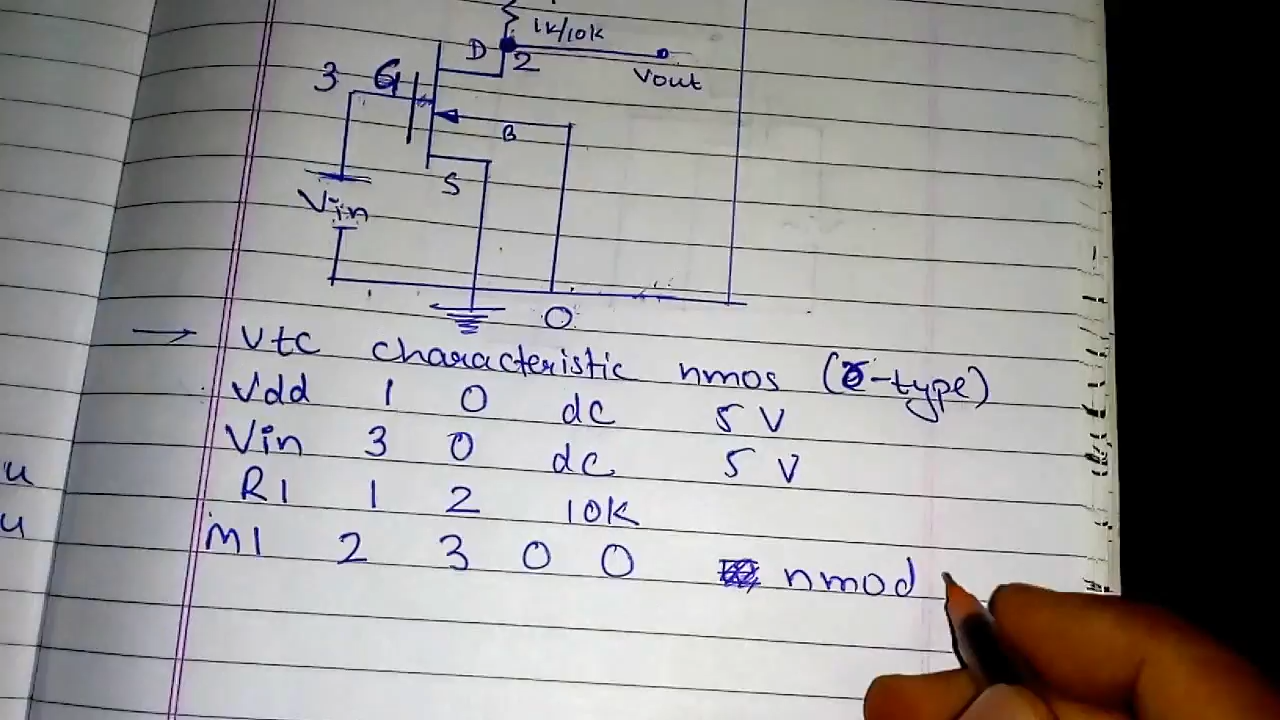 1k/10k
D
2
Vout
3 G
B
S
Vin
0
→ Vtc characteristic nmos (E-type)
Vdd 1 0 dc 5 V
Vin 3 0 dc 5 V
R1 1 2 10k
M1 2 3 0 0 nmod
u
u